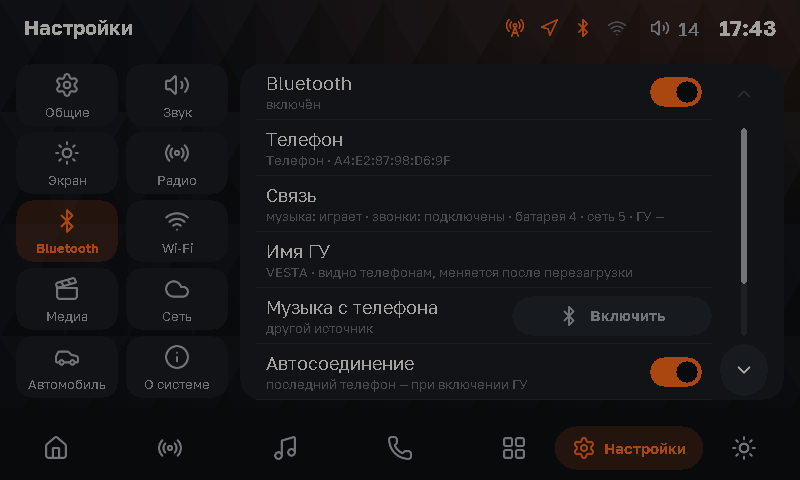 Настройки
14
17:43
Общие
Звук
Экран
Радио
Bluetooth
Wi-Fi
Медиа
Сеть
Автомобиль
О системе
Bluetooth
включён
Телефон
Телефон · A4:E2:87:98:D6:9F
Связь
музыка: играет · звонки: подключены · батарея 4 · сеть 5 · ГУ —
Имя ГУ
VESTA · видно телефонам, меняется после перезагрузки
Музыка с телефона
другой источник
Включить
Автосоединение
последний телефон — при включении ГУ
Настройки